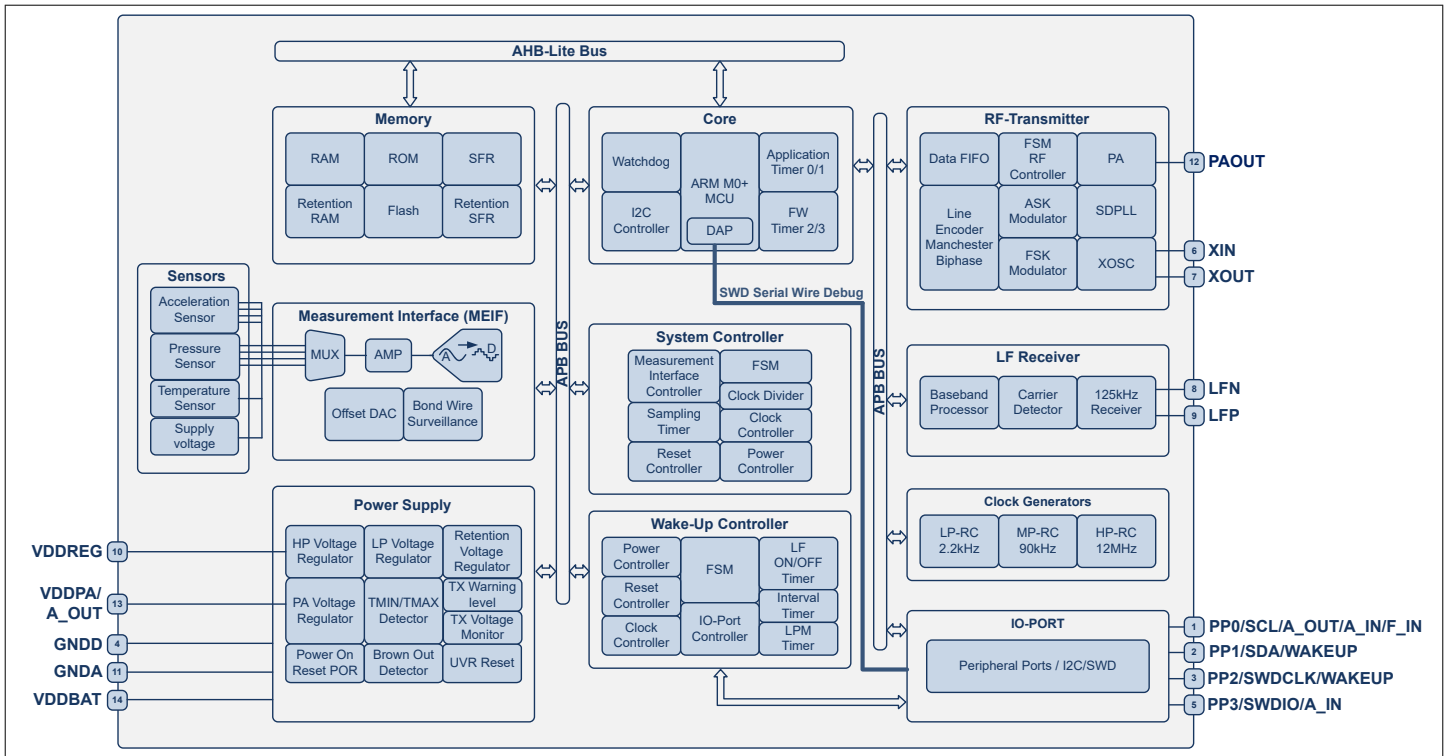 AHB-Lite Bus
Memory
RAM
ROM
SFR
Retention
RAM
Flash
Retention
SFR
Core
Watchdog
ARM M0+
MCU
DAP
Application
Timer 0/1
I2C
Controller
FW
Timer 2/3
RF-Transmitter
Data FIFO
FSM
RF
Controller
PA
Line
Encoder
Manchester
Biphase
ASK
Modulator
SDPLL
FSK
Modulator
XOSC
12
PAOUT
6
XIN
7
XOUT
Sensors
Acceleration
Sensor
Pressure
Sensor
Temperature
Sensor
Supply
voltage
Measurement Interface (MEIF)
MUX
AMP
A
D
Offset DAC
Bond Wire
Surveillance
APB BUS
SWD Serial Wire Debug
System Controller
Measurement
Interface
Controller
FSM
Clock Divider
Sampling
Timer
Clock
Controller
Reset
Controller
Power
Controller
APB BUS
LF Receiver
Baseband
Processor
Carrier
Detector
125kHz
Receiver
8
LFN
9
LFP
Power Supply
HP Voltage
Regulator
LP Voltage
Regulator
Retention
Voltage
Regulator
PA Voltage
Regulator
TMIN/TMAX
Detector
TX Warning
level
TX Voltage
Monitor
Power On
Reset POR
Brown Out
Detector
UVR Reset
VDDREG
10
VDDPA/
A_OUT
13
GNDD
4
GNDA
11
VDDBAT
14
Wake-Up Controller
Power
Controller
Reset
Controller
Clock
Controller
FSM
IO-Port
Controller
LF
ON/OFF
Timer
Interval
Timer
LPM
Timer
Clock Generators
LP-RC
2.2kHz
MP-RC
90kHz
HP-RC
12MHz
IO-PORT
Peripheral Ports / I2C/SWD
1
PP0/SCL/A_OUT/A_IN/F_IN
2
PP1/SDA/WAKEUP
3
PP2/SWDCLK/WAKEUP
5
PP3/SWDIO/A_IN